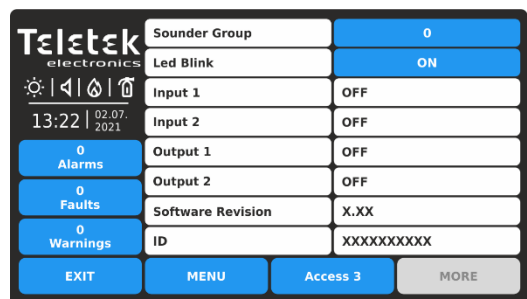 Teletek
electronics
13:22 | 02.07.
2021
0
Alarms
0
Faults
0
Warnings
Sounder Group 0
Led Blink ON
Input 1 OFF
Input 2 OFF
Output 1 OFF
Output 2 OFF
Software Revision X.XX
ID XXXXXXXXXX
EXIT MENU Access 3 MORE